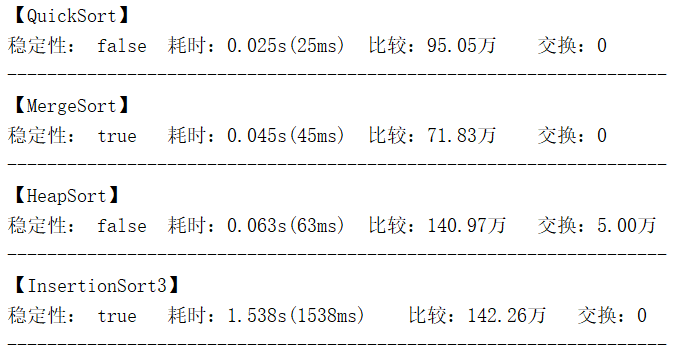 【QuickSort】
稳定性： false 耗时：0.025s(25ms) 比较：95.05万 交换：0
------------------------------------------------------------------
【MergeSort】
稳定性： true 耗时：0.045s(45ms) 比较：71.83万 交换：0
------------------------------------------------------------------
【HeapSort】
稳定性： false 耗时：0.063s(63ms) 比较：140.97万 交换：5.00万
------------------------------------------------------------------
【InsertionSort3】
稳定性： true 耗时：1.538s(1538ms) 比较：142.26万 交换：0
------------------------------------------------------------------